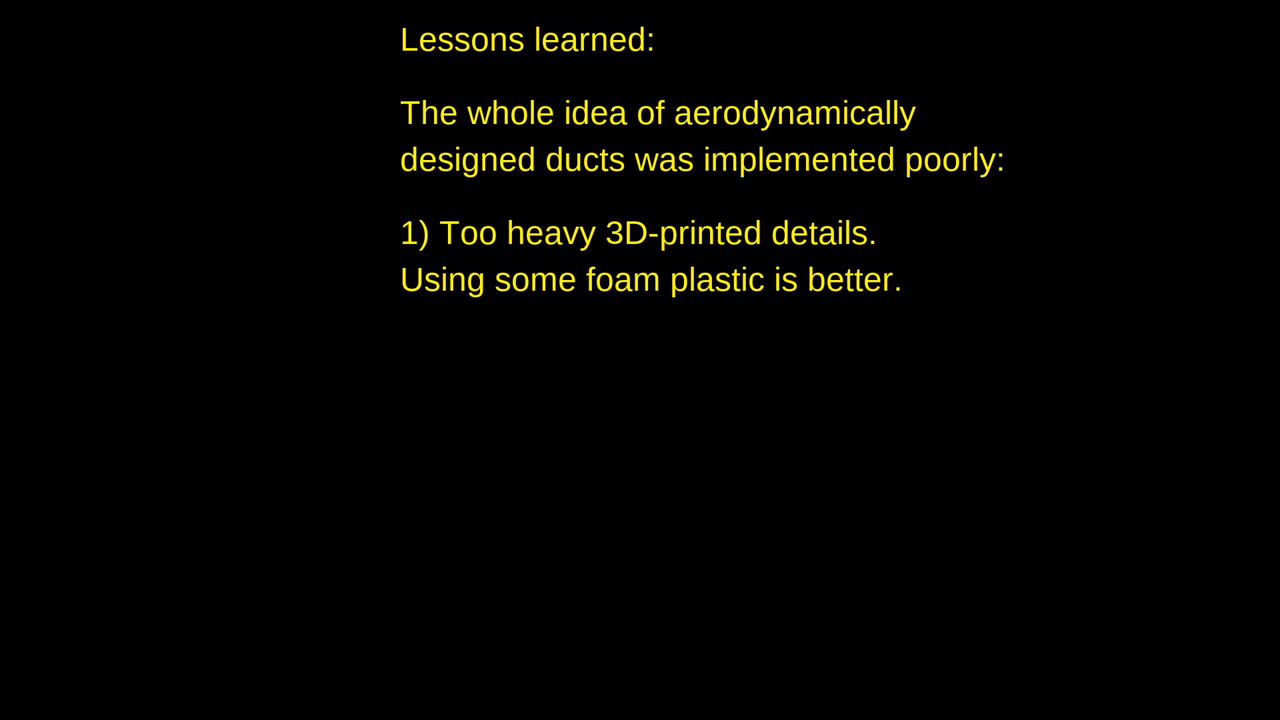 Lessons learned:
The whole idea of aerodynamically
designed ducts was implemented poorly:
1) Too heavy 3D-printed details.
Using some foam plastic is better.